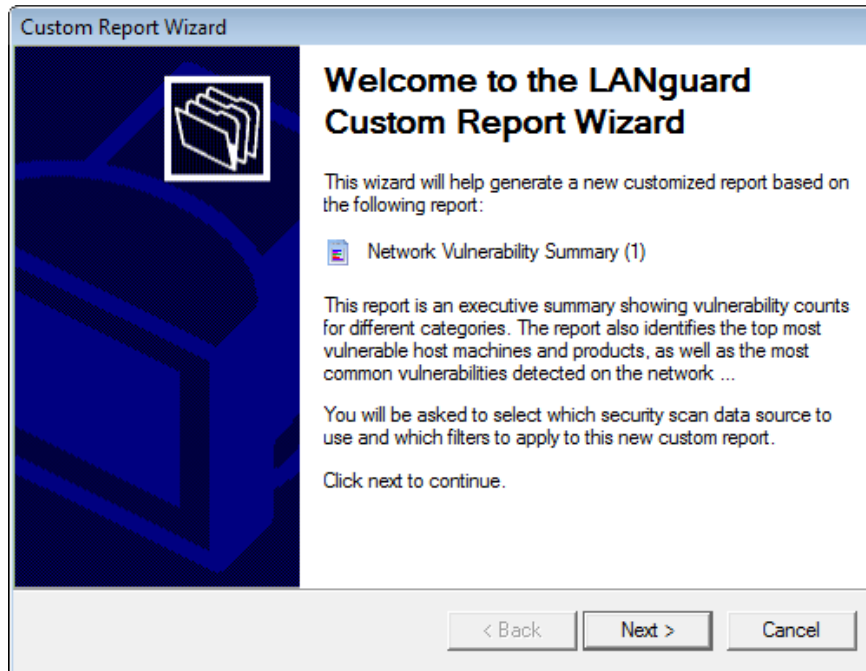 Custom Report Wizard
Welcome to the LANguard
Custom Report Wizard
This wizard will help generate a new customized report based on
the following report:
Network Vulnerability Summary (1)
This report is an executive summary showing vulnerability counts
for different categories. The report also identifies the top most
vulnerable host machines and products, as well as the most
common vulnerabilities detected on the network ...
You will be asked to select which security scan data source to
use and which filters to apply to this new custom report.
Click next to continue.
< Back
Next >
Cancel